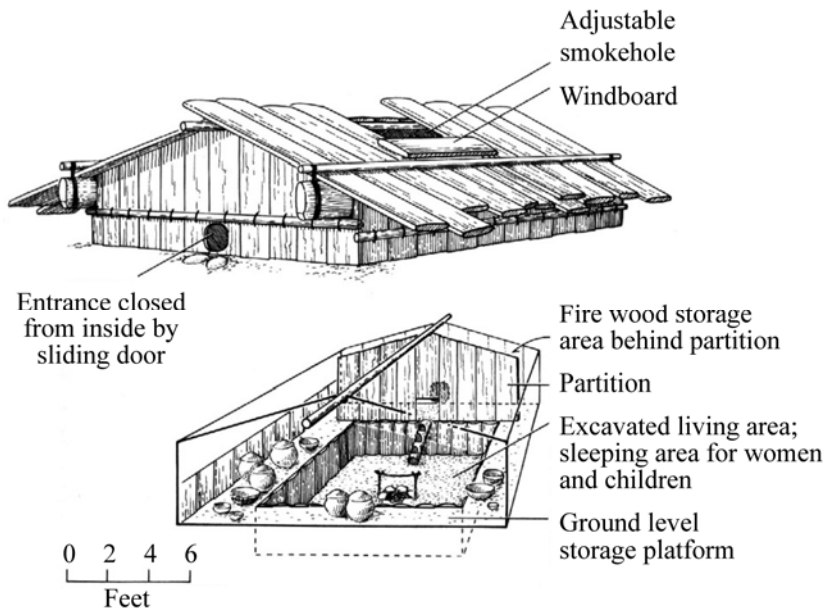 Adjustable
smokehole
Windboard
Entrance closed
from inside by
sliding door
Fire wood storage
area behind partition
Partition
Excavated living area;
sleeping area for women
and children
Ground level
storage platform
0 2 4 6
Feet